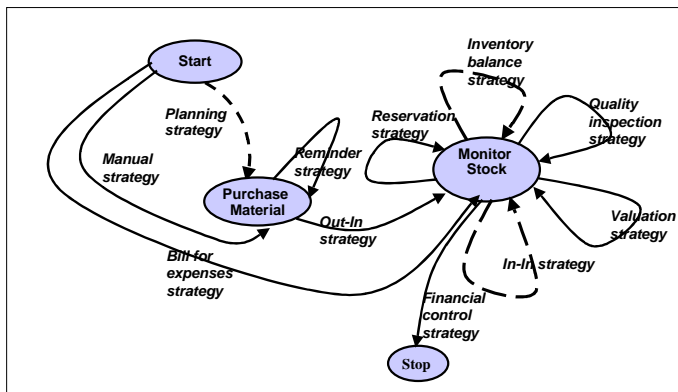 Start
Inventory
balance
strategy
Planning
strategy
Reservation
strategy
Quality
inspection
strategy
Manual
strategy
Reminder
strategy
Monitor
Stock
Purchase
Material
Out-In
strategy
Valuation
strategy
Bill for
expenses
strategy
In-In strategy
Financial
control
strategy
Stop